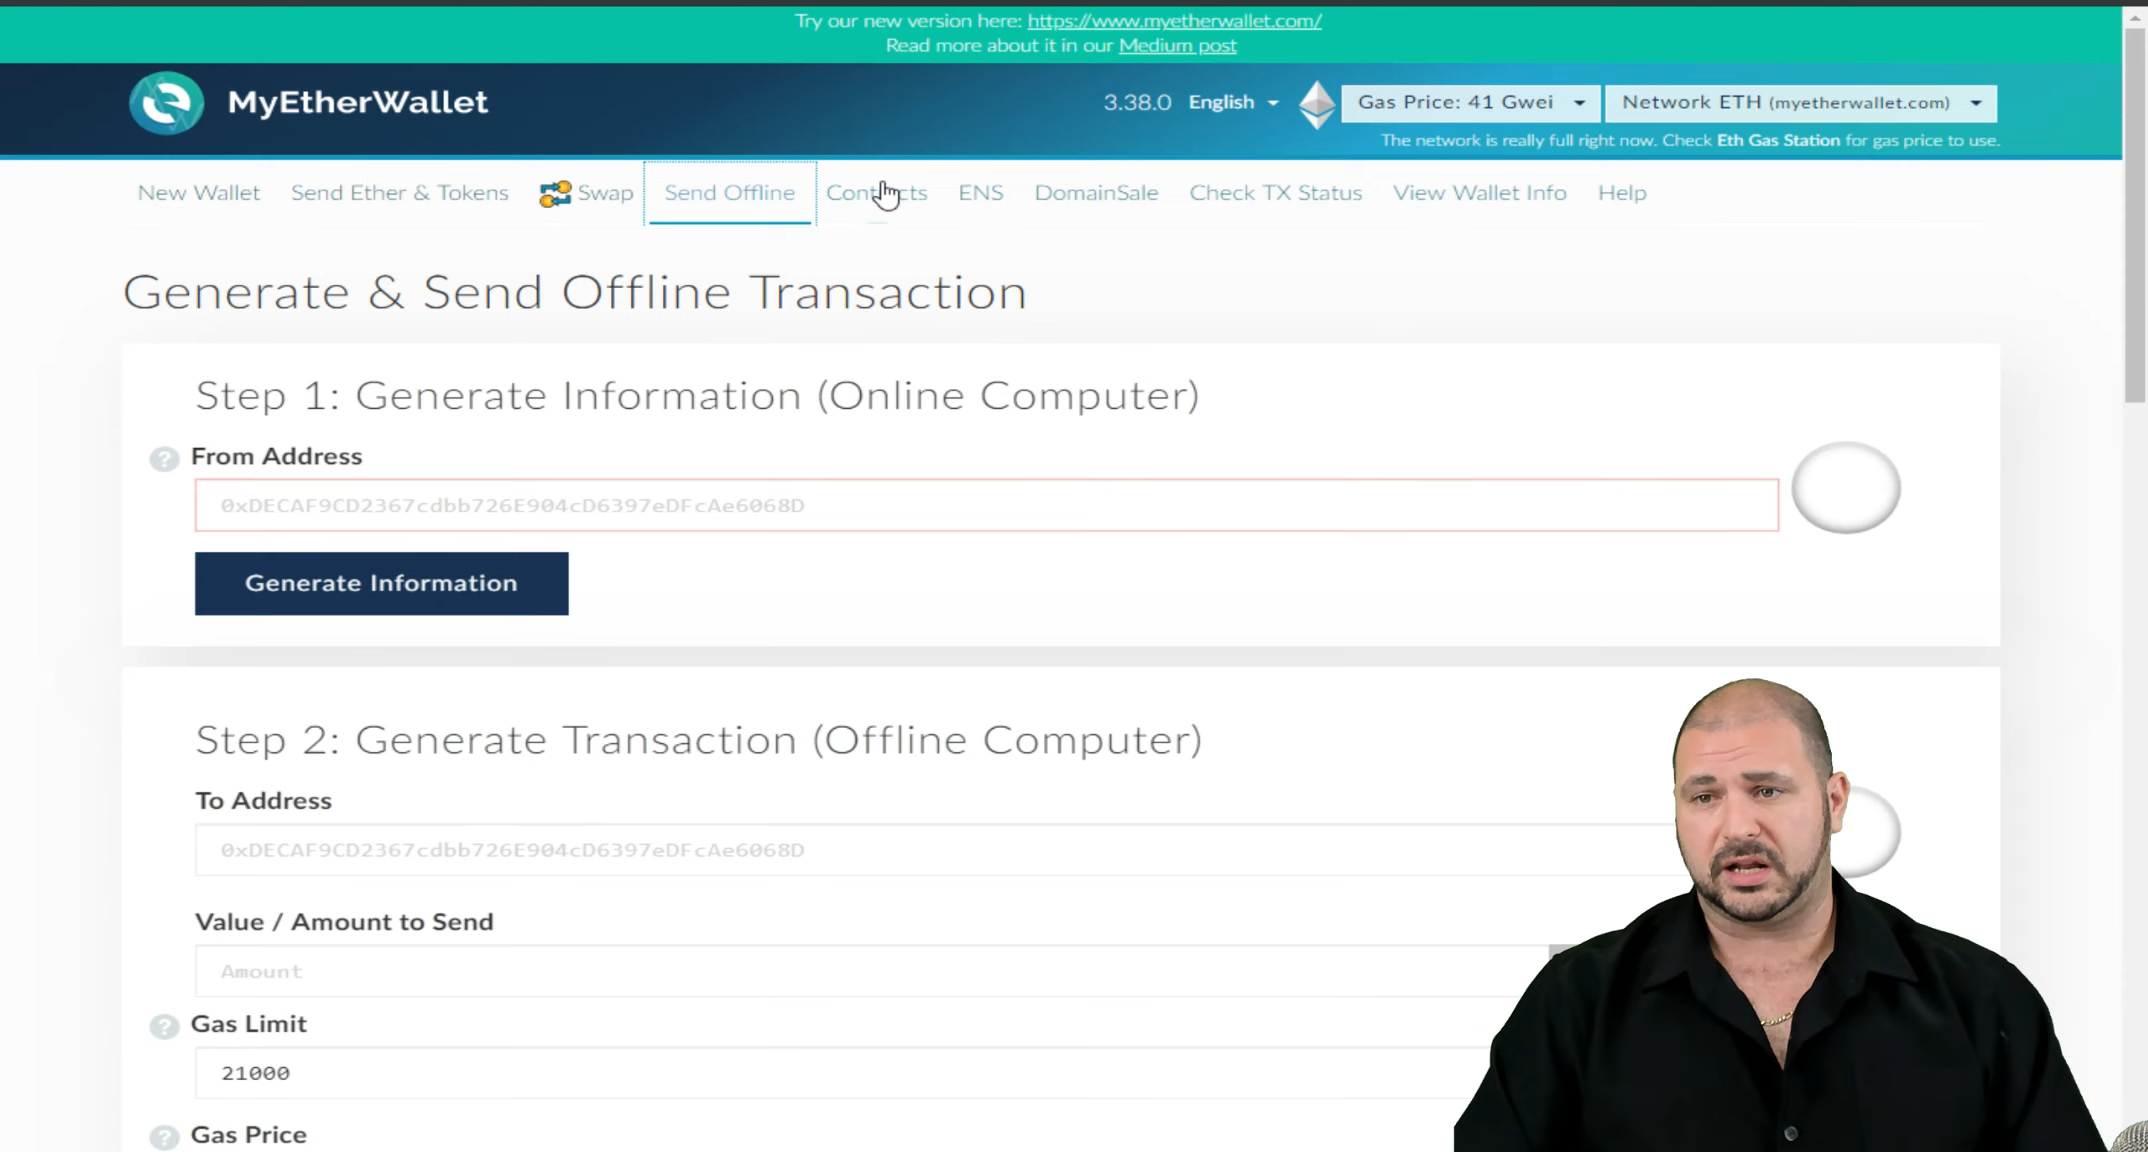 Try our new version here: https://www.myetherwallet.com/
Read more about it in our Medium post
MyEtherWallet
3.38.0 English
Gas Price: 41 Gwei
Network ETH (myetherwallet.com)
The network is really full right now. Check Eth Gas Station for gas price to use.
New Wallet Send Ether & Tokens Swap Send Offline Contracts ENS DomainSale Check TX Status View Wallet Info Help
Generate & Send Offline Transaction
Step 1: Generate Information (Online Computer)
? From Address
0xDECAF9CD2367cdbb726E904cD6397eDFcAe6068D
Generate Information
Step 2: Generate Transaction (Offline Computer)
To Address
0xDECAF9CD2367cdbb726E904cD6397eDFcAe6068D
Value / Amount to Send
Amount
? Gas Limit
21000
? Gas Price